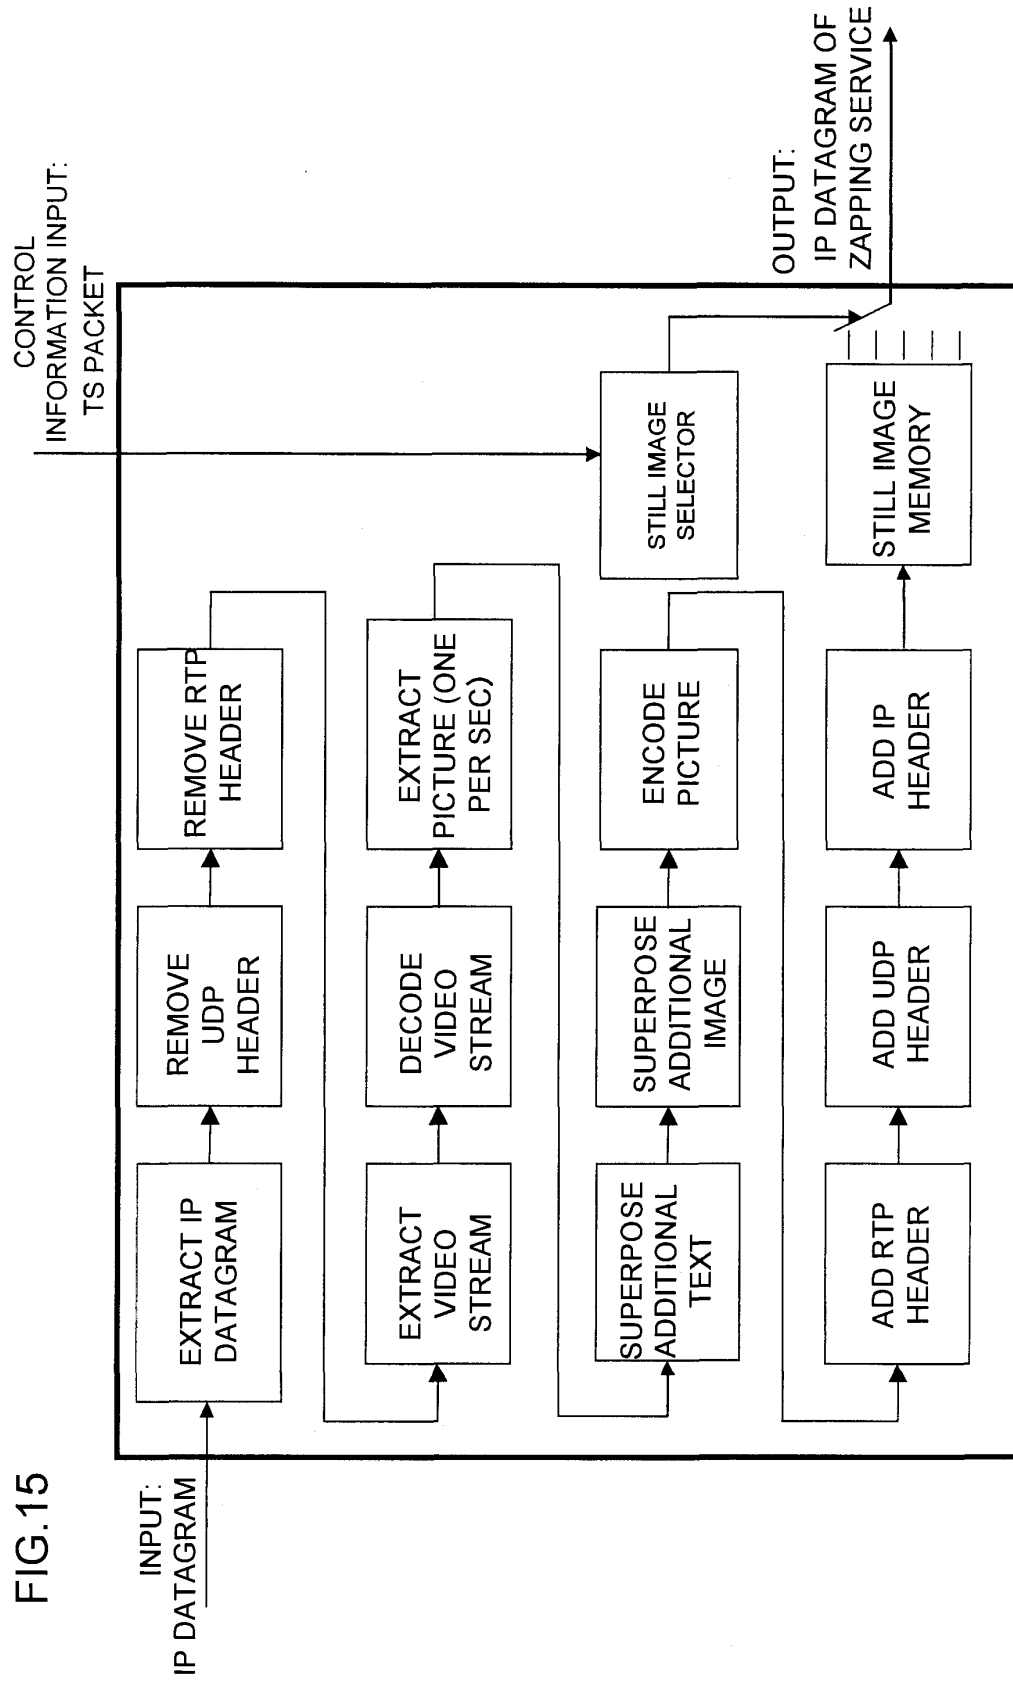 FIG.15
CONTROL
INFORMATION INPUT:
TS PACKET
INPUT:
IP DATAGRAM
EXTRACT IP
DATAGRAM
REMOVE
UDP
HEADER
REMOVE RTP
HEADER
EXTRACT
VIDEO
STREAM
DECODE
VIDEO
STREAM
EXTRACT
PICTURE (ONE
PER SEC)
SUPERPOSE
ADDITIONAL
TEXT
SUPERPOSE
ADDITIONAL
IMAGE
ENCODE
PICTURE
STILL IMAGE
SELECTOR
ADD RTP
HEADER
ADD UDP
HEADER
ADD IP
HEADER
STILL IMAGE
MEMORY
OUTPUT:
IP DATAGRAM OF
ZAPPING SERVICE